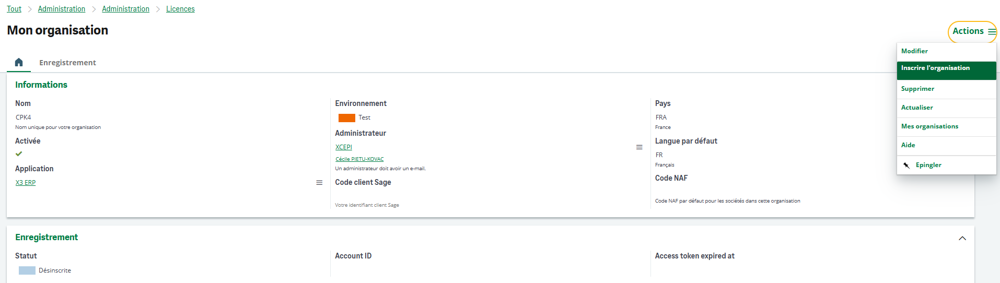 Tout
Administration
Administration
Licences
Mon organisation
Actions
Modifier
Inscrire l'organisation
Supprimer
Actualiser
Mes organisations
Aide
Epingler
Enregistrement
Informations
Nom
CPK4
Nom unique pour votre organisation
Activée
Application
X3 ERP
Environnement
Test
Administrateur
XCEPI
Cécile PIETU-KOVAC
Un administrateur doit avoir un e-mail.
Code client Sage
Votre identifiant client Sage
Pays
FRA
France
Langue par défaut
FR
Français
Code NAF
Code NAF par défaut pour les sociétés dans cette organisation
Enregistrement
Statut
Désinscrite
Account ID
Access token expired at